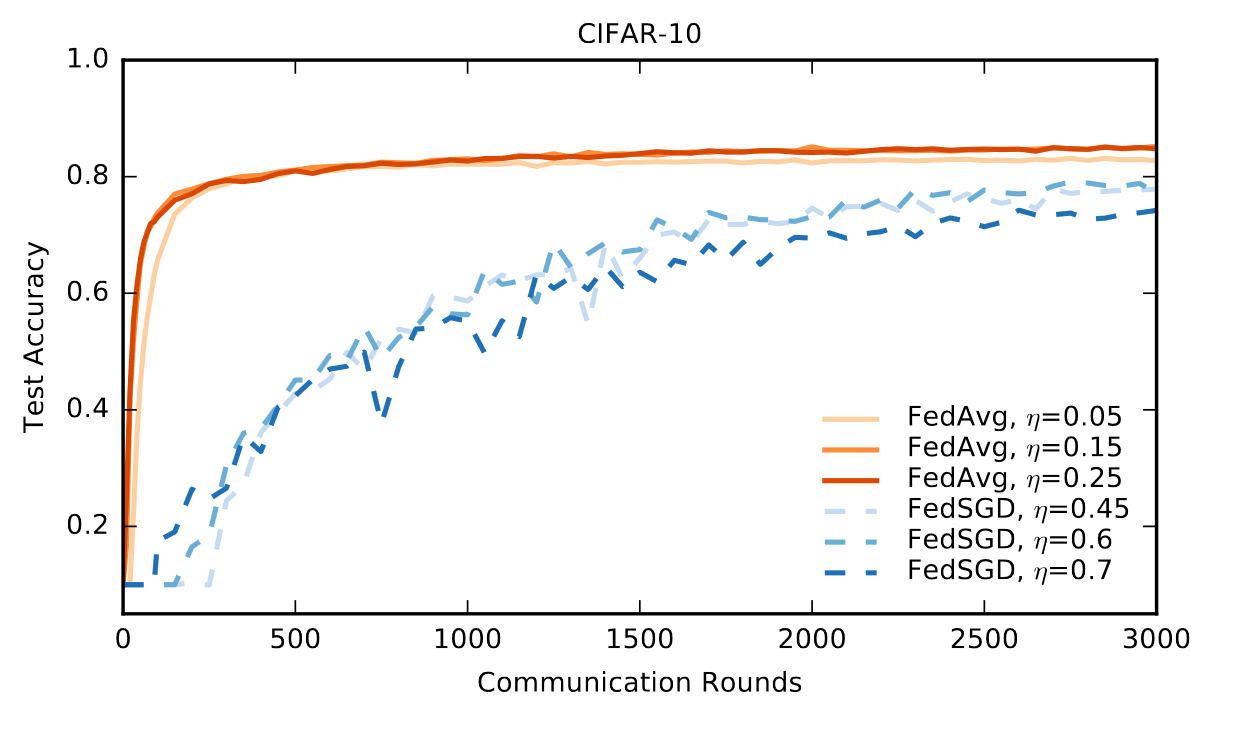 CIFAR-10
1.0
0.8
0.6
0.4
0.2
Test Accuracy
FedAvg, η=0.05
FedAvg, η=0.15
FedAvg, η=0.25
FedSGD, η=0.45
FedSGD, η=0.6
FedSGD, η=0.7
0 500 1000 1500 2000 2500 3000
Communication Rounds